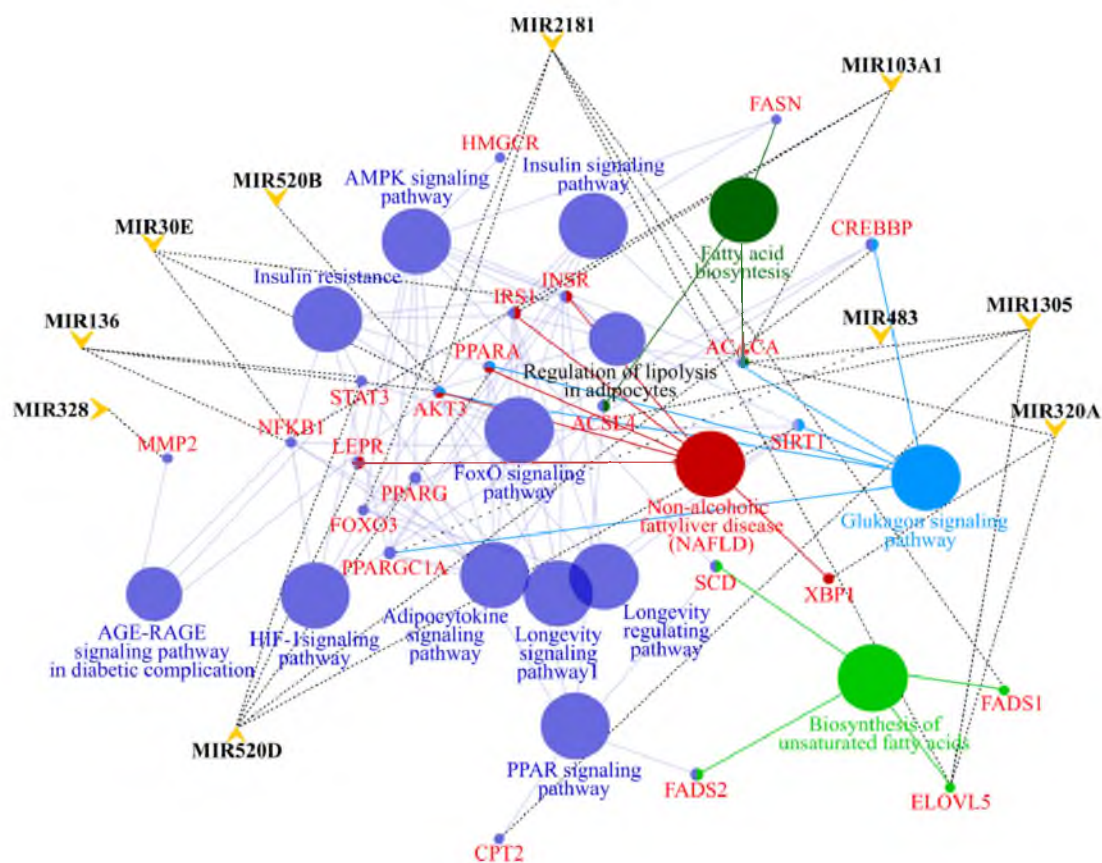 MIR2181
MIR103A1
FASN
HMGCR
Insulin signaling
pathway
AMPK signaling
pathway
MIR520B
MIR30E
CREBBP
Fatty acid
biosyntesis
Insulin resistance
INSR
IRS1
MIR1305
MIR483
MIR136
ACACA
PPARA
Regulation of lipolysis
in adipocytes
STAT3
AKT3
MIR328
MIR320A
ACSL1
NFKB1
MMP2
SIRT1
LEPR
FoxO signaling
pathway
PPARG
Non-alcoholic
fattyliver disease
(NAFLD)
Glukagon signaling
pathway
FOXO3
PPARGC1A
SCD
XBP1
AGE-RAGE
signaling pathway
in diabetic complication
HIF-1signaling
pathway
Adipocytokine
signaling
pathway
Longevity
signaling
pathway1
Longevity
regulating
pathway
FADS1
Biosynthesis of
unsaturated fatty acids
MIR520D
PPAR signaling
pathway
FADS2
ELOVL5
CPT2